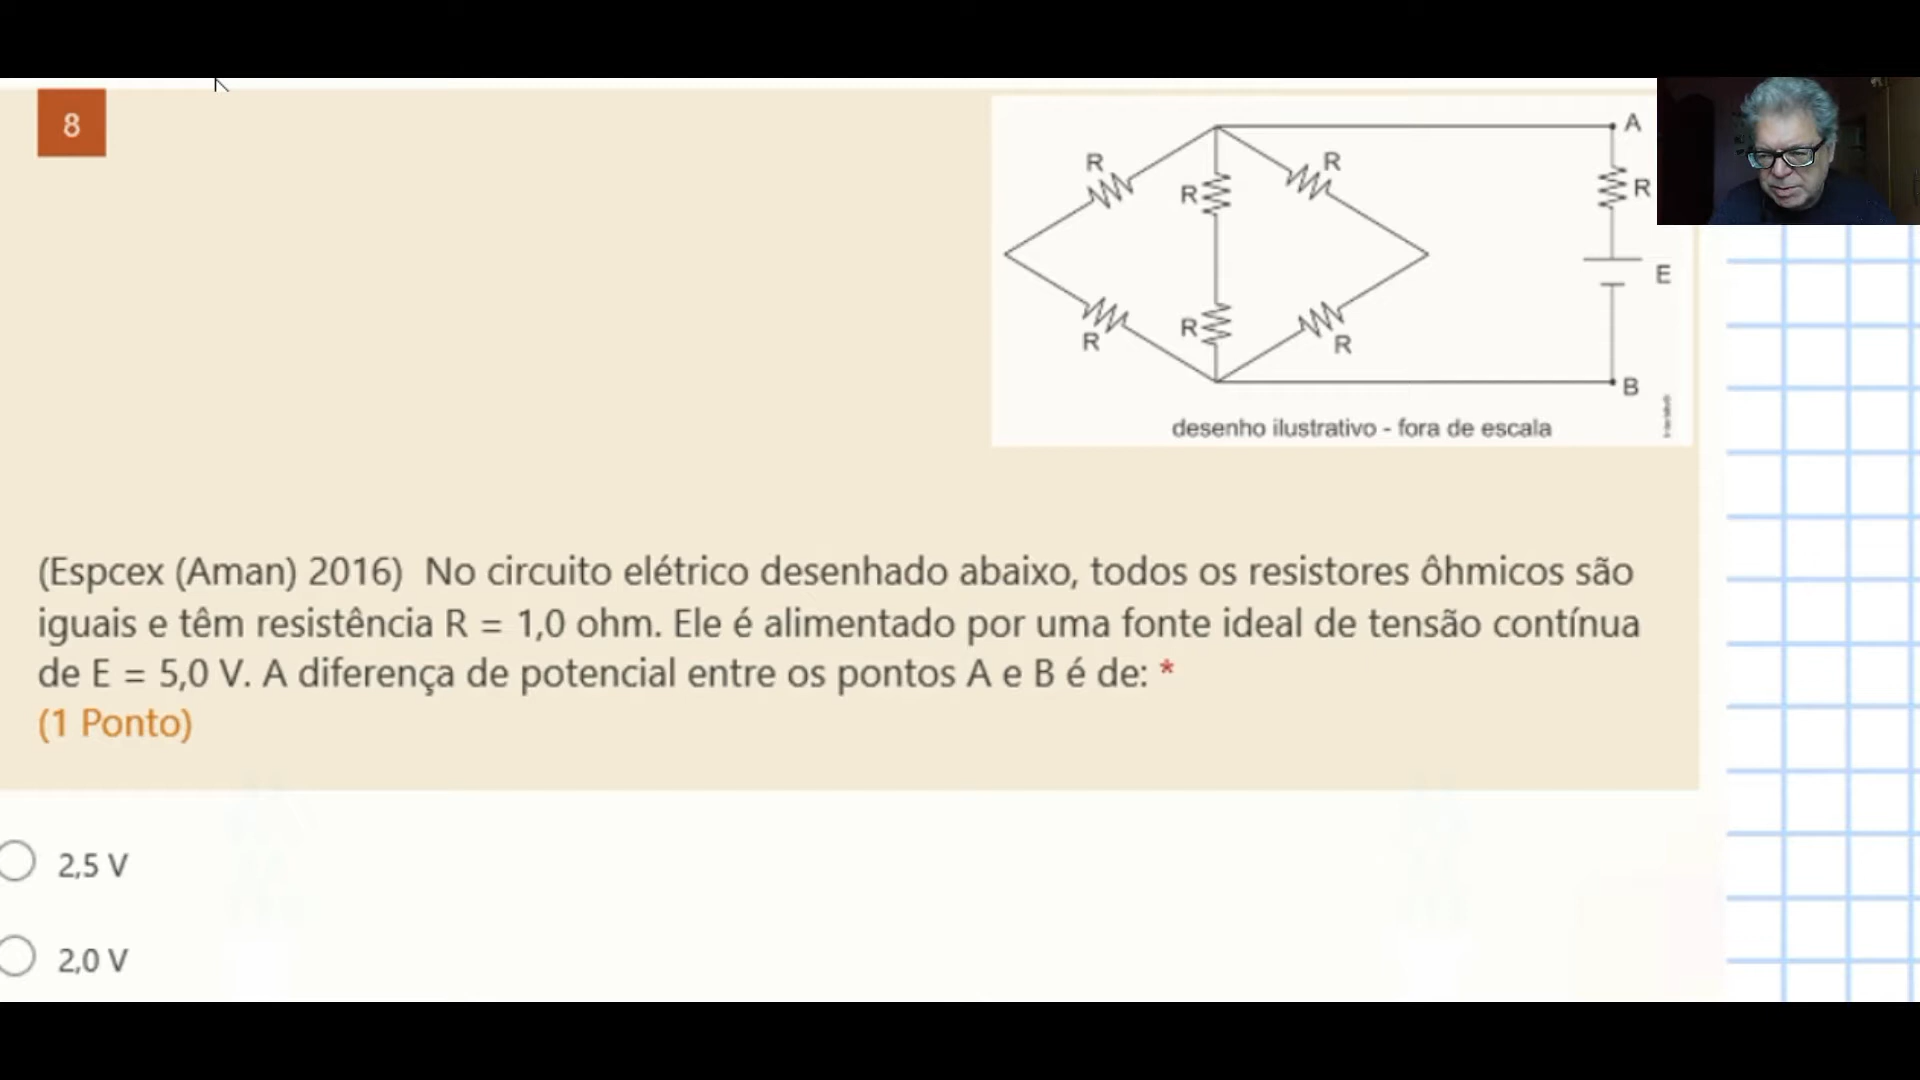 8
A
R
R
R
R
E
R
R
R
B
desenho ilustrativo - fora de escala
(Espcex (Aman) 2016)  No circuito elétrico desenhado abaixo, todos os resistores ôhmicos são
iguais e têm resistência R = 1,0 ohm. Ele é alimentado por uma fonte ideal de tensão contínua
de E = 5,0 V. A diferença de potencial entre os pontos A e B é de: *
(1 Ponto)
2,5 V
2,0 V